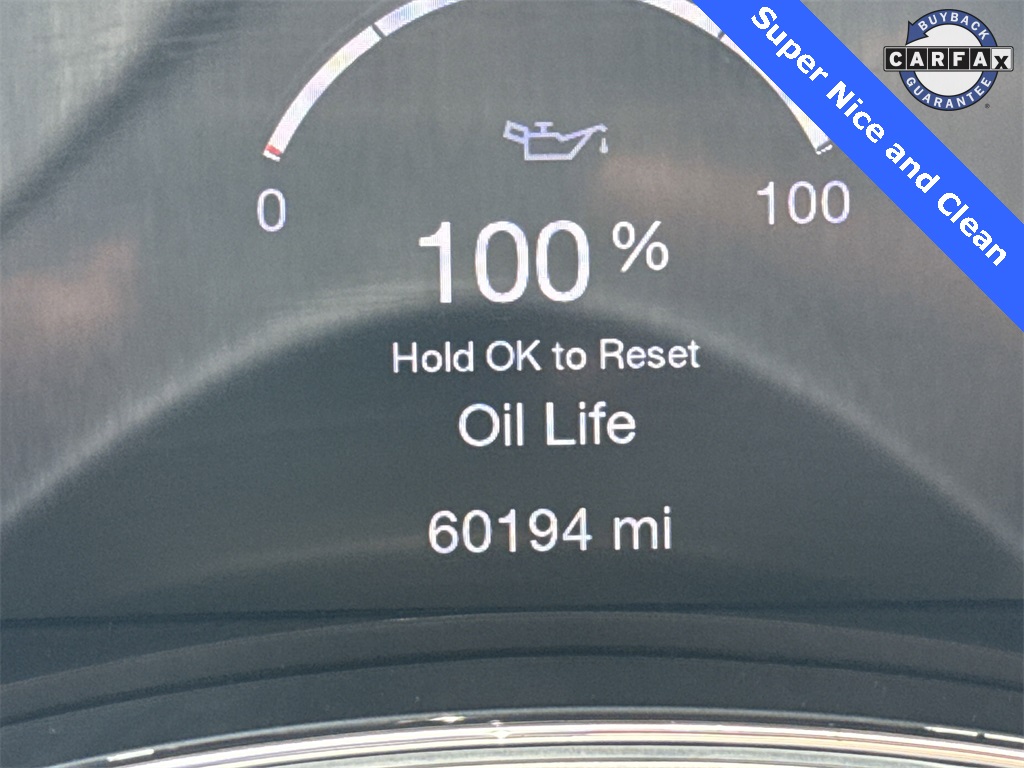 Super Nice and Clean
BUYBACK
CARFAX
GUARANTEE
0
100
100 %
Hold OK to Reset
Oil Life
60194 mi